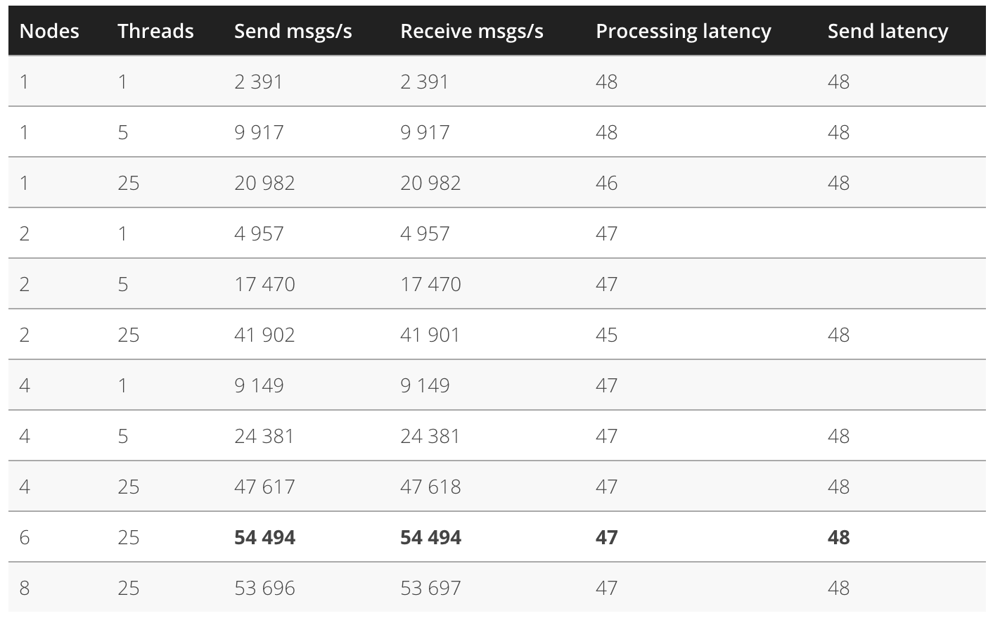 Nodes Threads Send msgs/s Receive msgs/s Processing latency Send latency
1 1 2 391 2 391 48 48
1 5 9 917 9 917 48 48
1 25 20 982 20 982 46 48
2 1 4 957 4 957 47
2 5 17 470 17 470 47
2 25 41 902 41 901 45 48
4 1 9 149 9 149 47
4 5 24 381 24 381 47 48
4 25 47 617 47 618 47 48
6 25 54 494 54 494 47 48
8 25 53 696 53 697 47 48